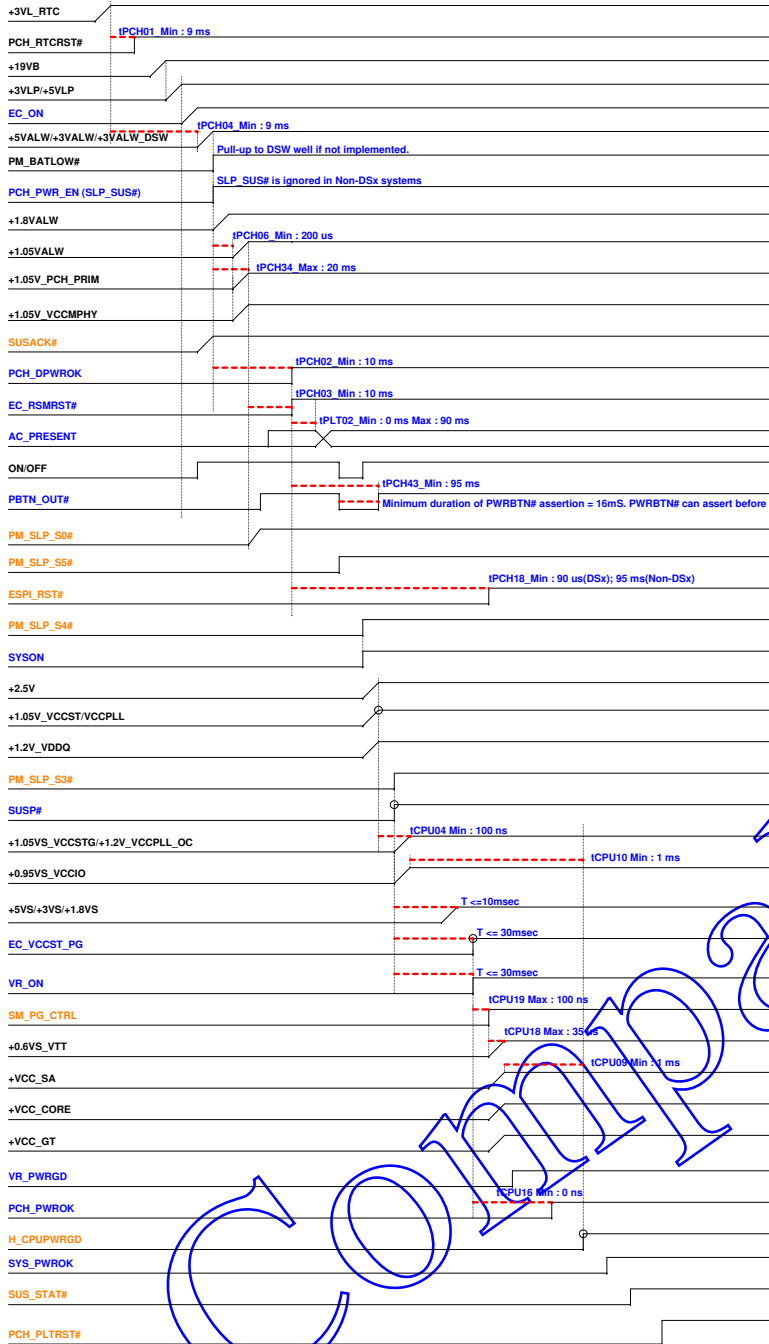 +3VL_RTC
tPCH01_Min : 9 ms
PCH_RTCRST#
+19VB
+3VLP/+5VLP
EC_ON
tPCH04_Min : 9 ms
+5VALW/+3VALW/+3VALW_DSW
Pull-up to DSW well if not implemented.
PM_BATLOW#
SLP_SUS# is ignored in Non-DSx systems
PCH_PWR_EN (SLP_SUS#)
+1.8VALW
tPCH06_Min : 200 us
+1.05VALW
tPCH34_Max : 20 ms
+1.05V_PCH_PRIM
+1.05V_VCCMPHY
SUSACK#
tPCH02_Min : 10 ms
PCH_DPWROK
tPCH03_Min : 10 ms
EC_RSMRST#
tPLT02_Min : 0 ms Max : 90 ms
AC_PRESENT
ON/OFF
tPCH43_Min : 95 ms
PBTN_OUT#
Minimum duration of PWRBTN# assertion = 16mS. PWRBTN# can assert before
PM_SLP_S0#
PM_SLP_S5#
tPCH18_Min : 90 us(DSx); 95 ms(Non-DSx)
ESPI_RST#
PM_SLP_S4#
SYSON
+2.5V
+1.05V_VCCST/VCCPLL
+1.2V_VDDQ
PM_SLP_S3#
SUSP#
tCPU04 Min : 100 ns
+1.05VS_VCCSTG/+1.2V_VCCPLL_OC
tCPU10 Min : 1 ms
+0.95VS_VCCIO
T <=10msec
+5VS/+3VS/+1.8VS
T <= 30msec
EC_VCCST_PG
T <= 30msec
VR_ON
tCPU19 Max : 100 ns
SM_PG_CTRL
tCPU18 Max : 35
+0.6VS_VTT
tCPU09 Min : 1 ms
+VCC_SA
+VCC_CORE
+VCC_GT
VR_PWRGD
tCPU16 Min : 0 ns
PCH_PWROK
H_CPUPWRGD
SYS_PWROK
SUS_STAT#
PCH_PLTRST#
Compa